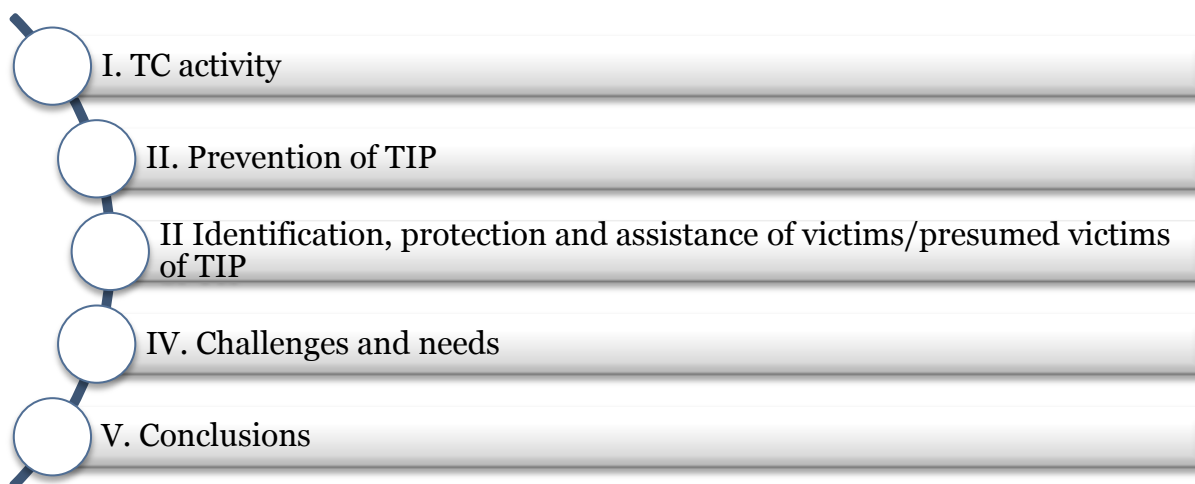 I. TC activity
II. Prevention of TIP
II Identification, protection and assistance of victims/presumed victims
of TIP
IV. Challenges and needs
V. Conclusions